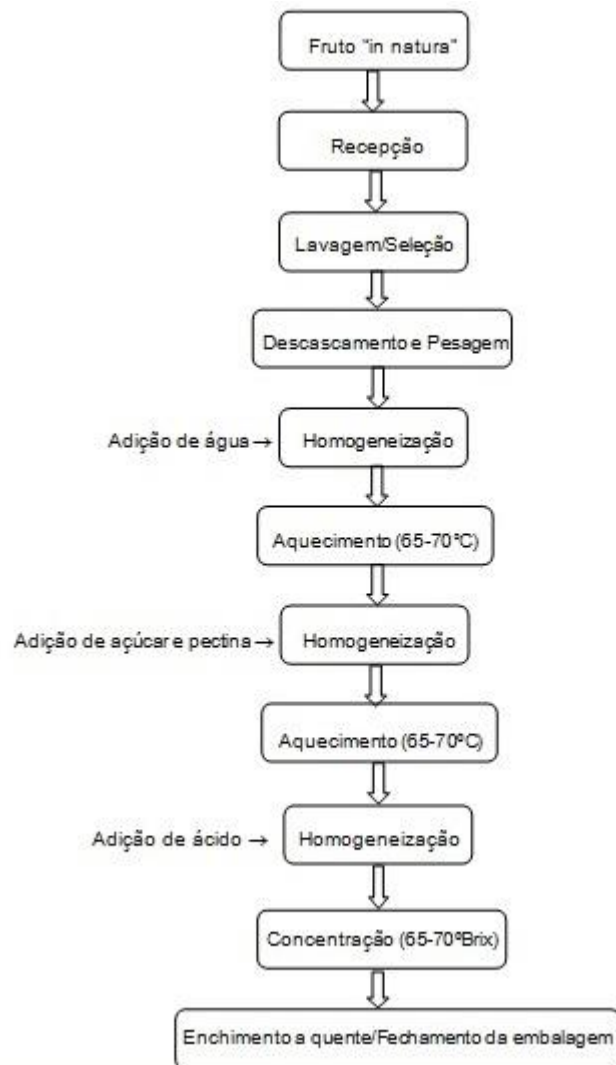 Fruto "in natura"
Recepção
Lavagem/Seleção
Descascamento e Pesagem
Adição de água → Homogeneização
Aquecimento (65-70°C)
Adição de açúcar e pectina → Homogeneização
Aquecimento (65-70ºC)
Adição de ácido → Homogeneização
Concentração (65-70ºBrix)
Enchimento a quente/Fechamento da embalagem